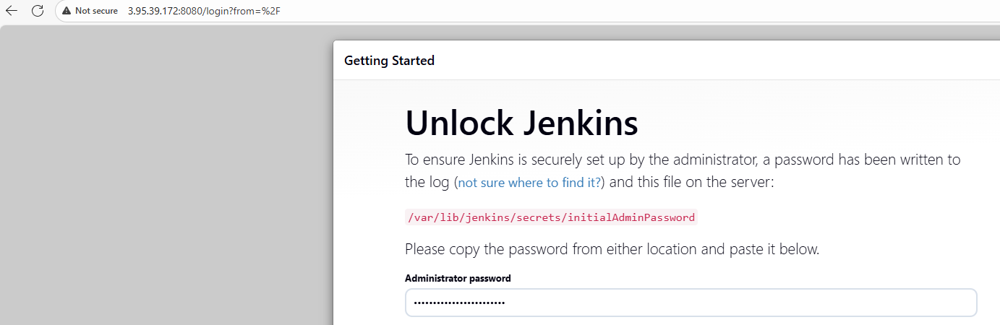 Not secure 3.95.39.172:8080/login?from=%2F
Getting Started
Unlock Jenkins
To ensure Jenkins is securely set up by the administrator, a password has been written to
the log (not sure where to find it?) and this file on the server:
/var/lib/jenkins/secrets/initialAdminPassword
Please copy the password from either location and paste it below.
Administrator password
••••••••••••••••••••••••